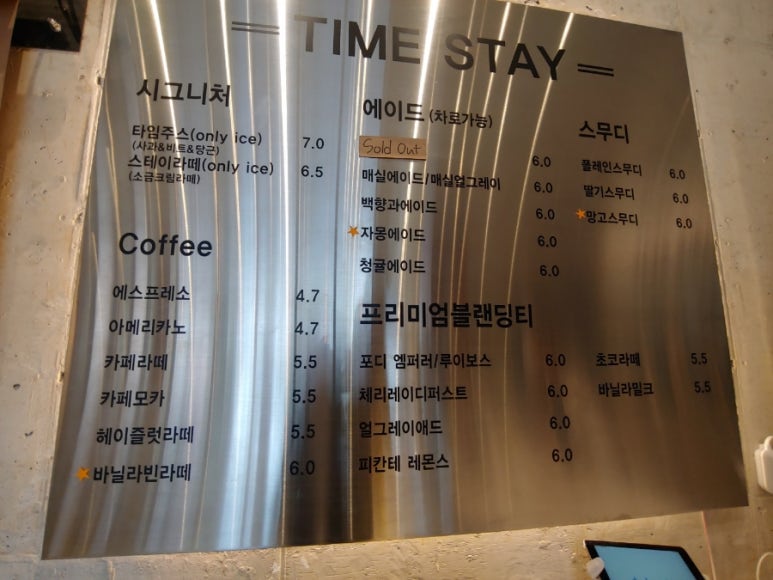 TIME STAY
시그니처
타임주스(only ice) 7.0
(사과&비트&당근)
스테이라떼(only ice) 6.5
(소금크림라떼)
Coffee
에스프레소 4.7
아메리카노 4.7
카페라떼 5.5
카페모카 5.5
헤이즐럿라떼 5.5
바닐라빈라떼 6.0
에이드 (차로가능)
Sold Out 6.0
매실에이드/매실얼그레이 6.0
백향과에이드 6.0
자몽에이드 6.0
청귤에이드 6.0
프리미엄블랜딩티
포디 엠퍼러/루이보스 6.0
체리레이디퍼스트 6.0
얼그레이애드 6.0
피칸테 레몬스 6.0
스무디
플레인스무디 6.0
딸기스무디 6.0
망고스무디 6.0
초코라떼 5.5
바닐라밀크 5.5